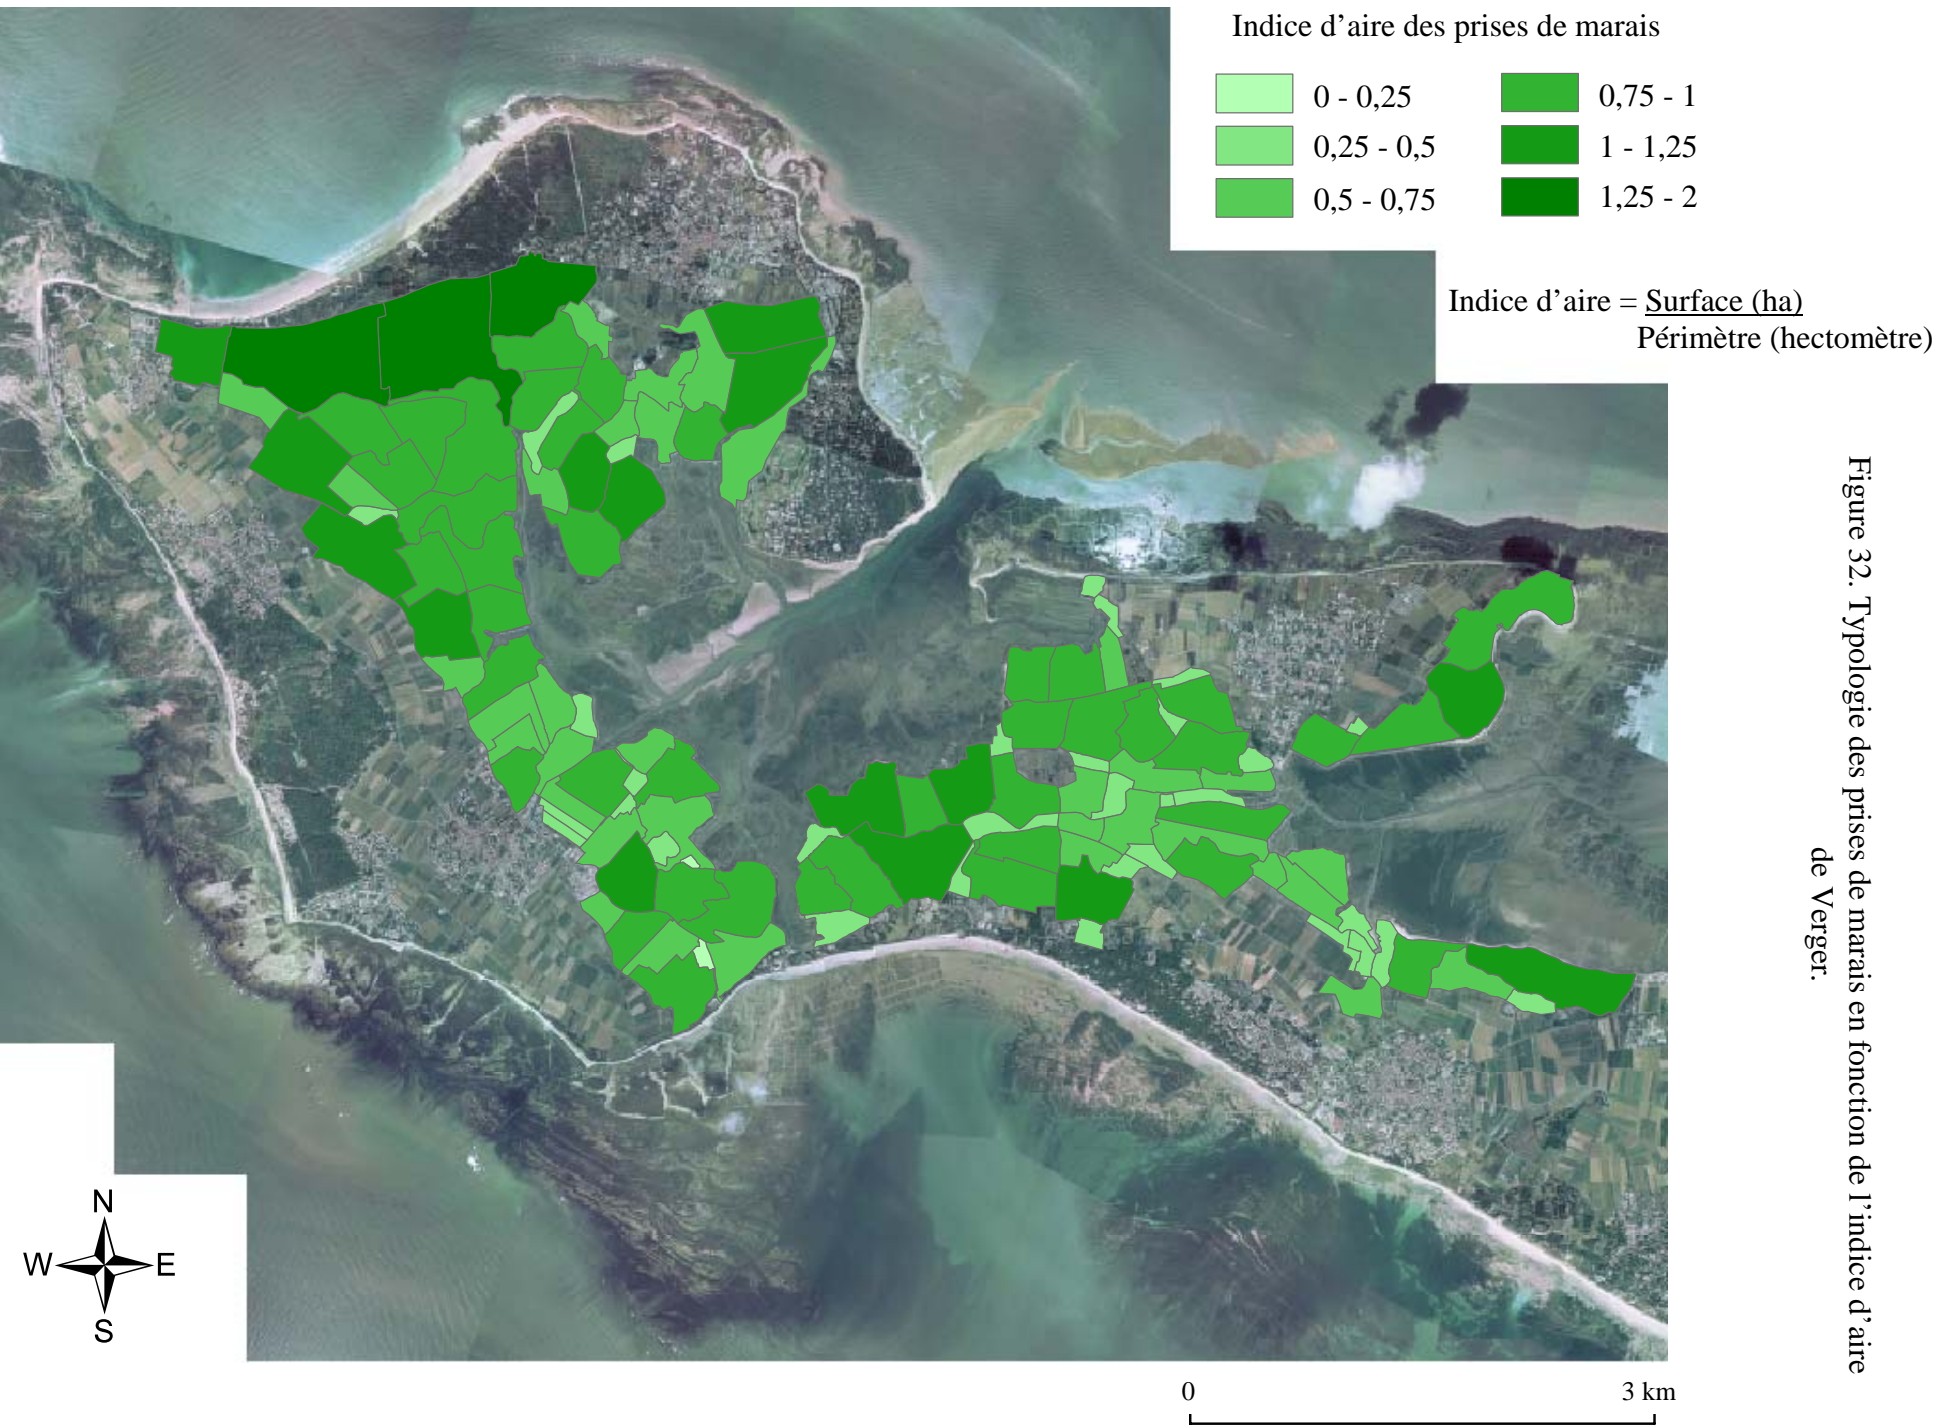 Indice d’aire des prises de marais
0 - 0,25
0,25 - 0,5
0,5 - 0,75
0,75 - 1
1 - 1,25
1,25 - 2
Indice d’aire = Surface (ha)
Périmètre (hectomètre)
Figure 32. Typologie des prises de marais en fonction de l’indice d’aire
de Verger.
N
W E
S
0 3 km